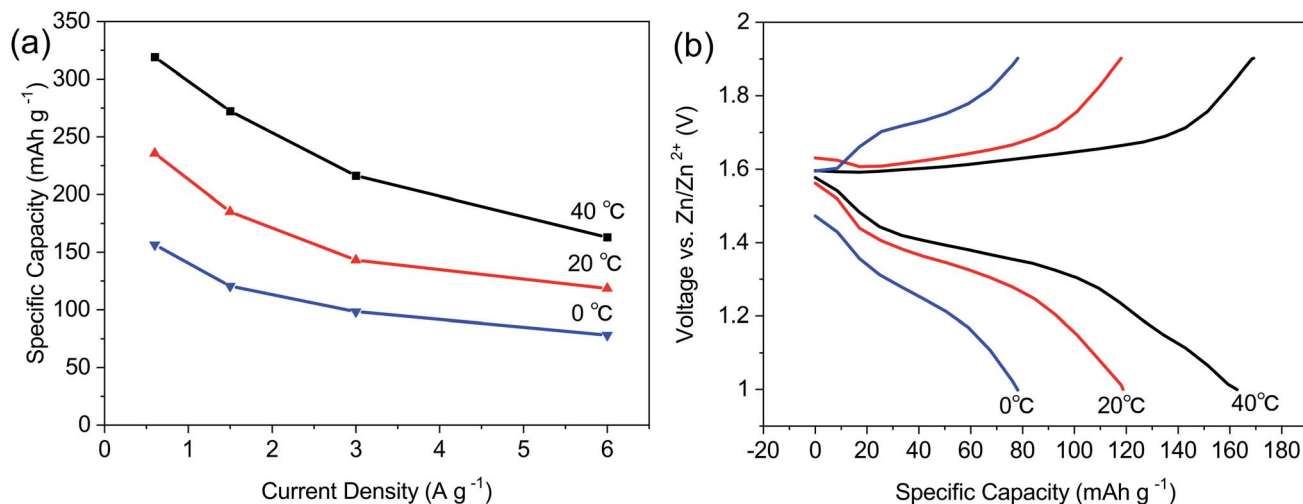 (a)
350
300
250
200
150
100
50
0
Specific Capacity (mAh g⁻¹)
40 °C
20 °C
0 °C
0 1 2 3 4 5 6
Current Density (A g⁻¹)
(b)
2
1.8
1.6
1.4
1.2
1
Voltage vs. Zn/Zn²⁺ (V)
0°C 20°C 40°C
-20 0 20 40 60 80 100 120 140 160 180
Specific Capacity (mAh g⁻¹)